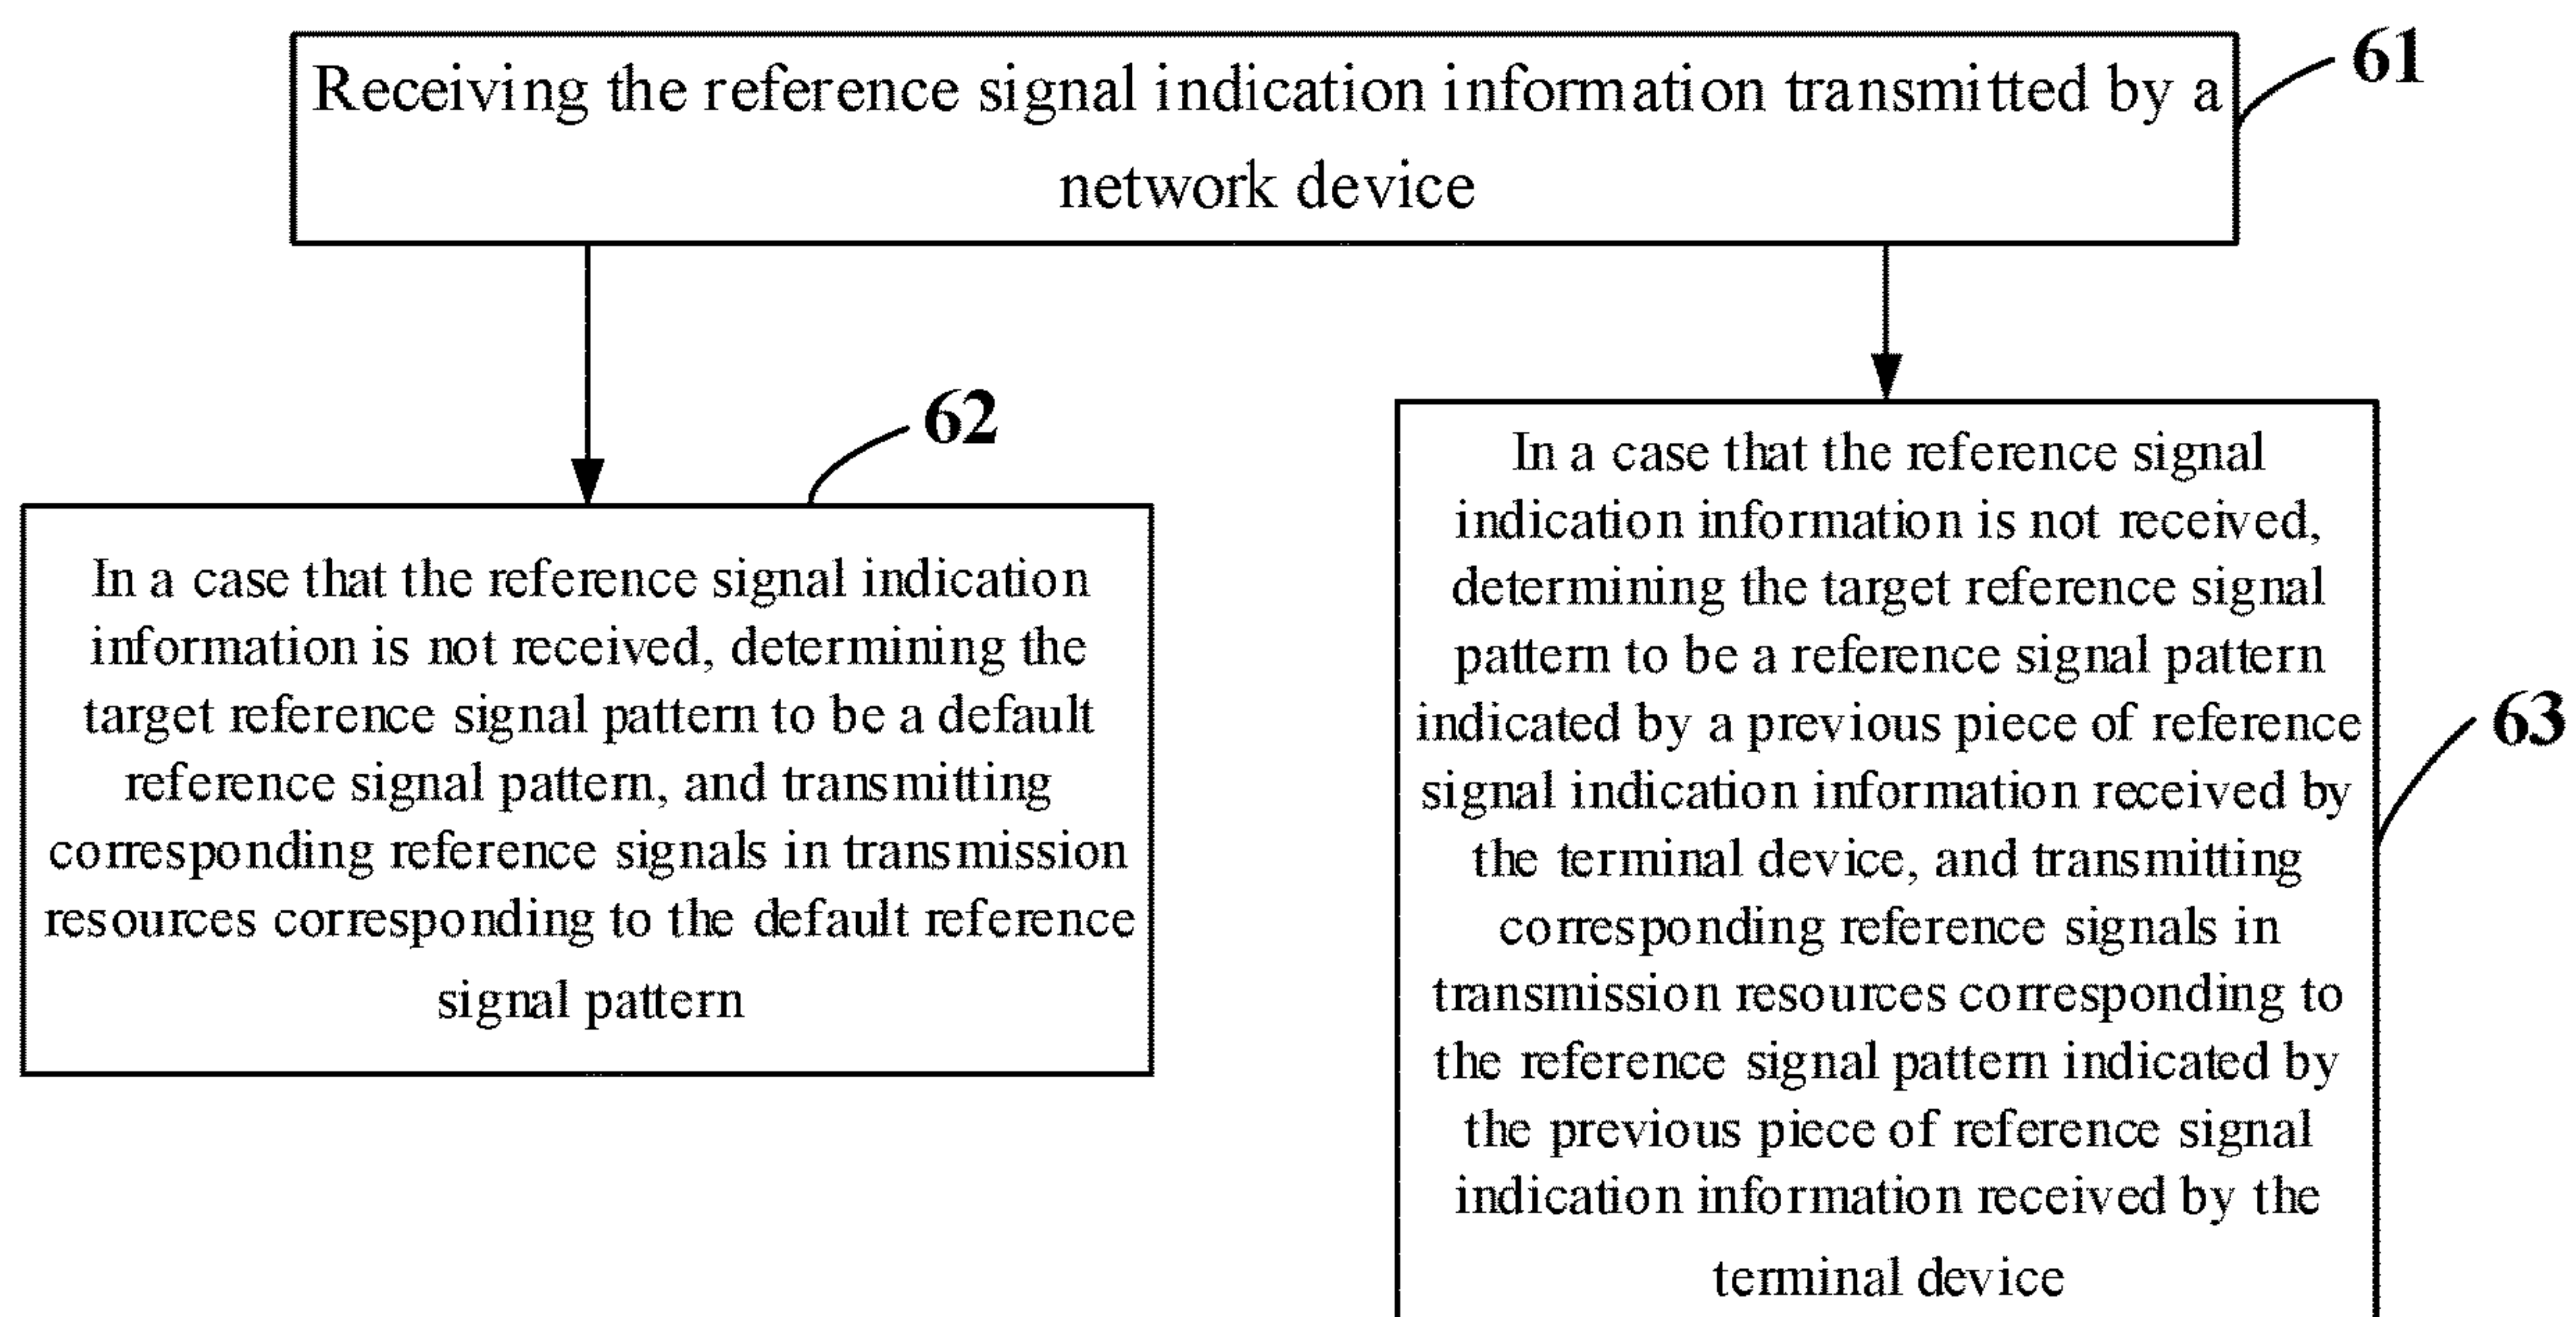 Receiving the reference signal indication information transmitted by a
network device
61
62
In a case that the reference signal indication
information is not received, determining the
target reference signal pattern to be a default
reference signal pattern, and transmitting
corresponding reference signals in transmission
resources corresponding to the default reference
signal pattern
In a case that the reference signal
indication information is not received,
determining the target reference signal
pattern to be a reference signal pattern
indicated by a previous piece of reference
signal indication information received by
the terminal device, and transmitting
corresponding reference signals in
transmission resources corresponding to
the reference signal pattern indicated by
the previous piece of reference signal
indication information received by the
terminal device
63